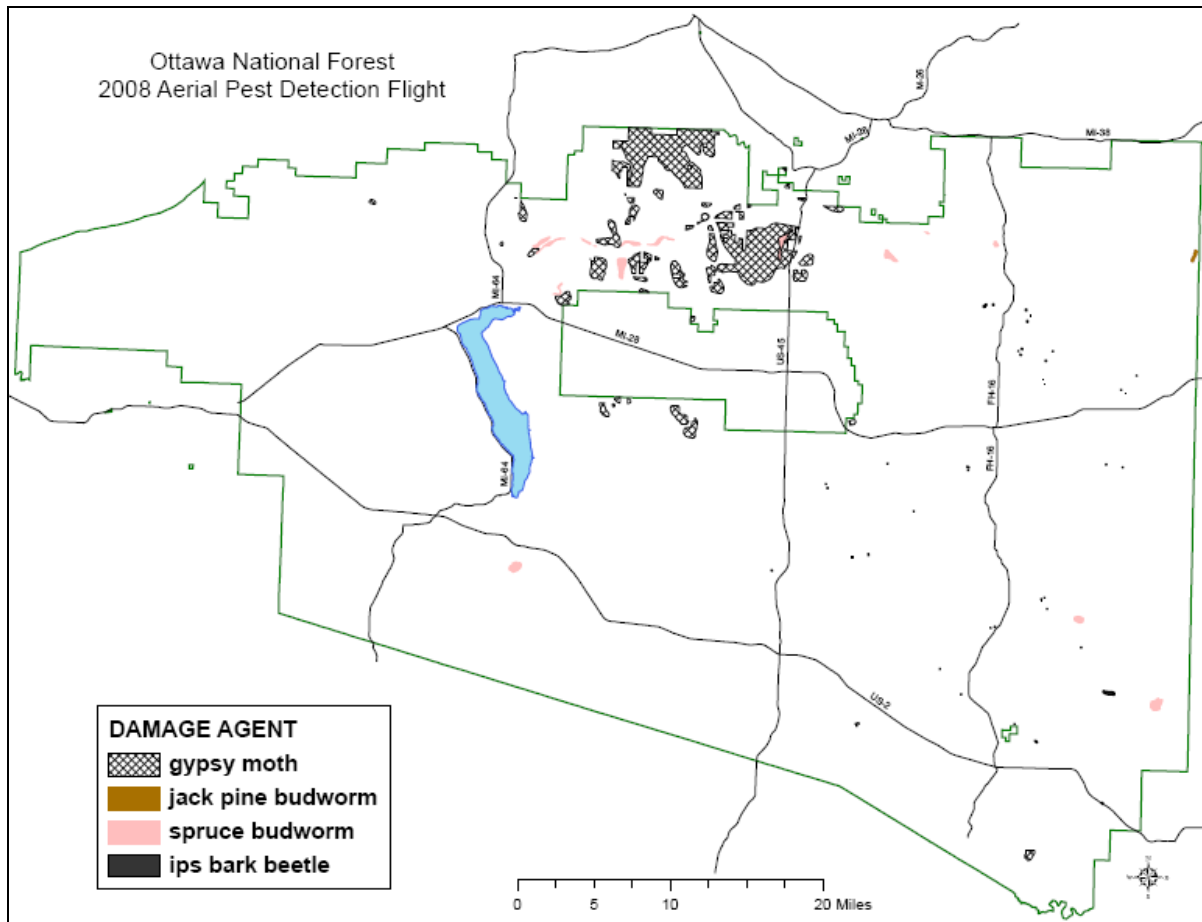 Ottawa National Forest
2008 Aerial Pest Detection Flight
M-26
MI-26
MI-38
MI-64
MI-28
US-45
FH-16
FH-16
MI-64
US-2
DAMAGE AGENT
gypsy moth
jack pine budworm
spruce budworm
ips bark beetle
0 5 10 20 Miles